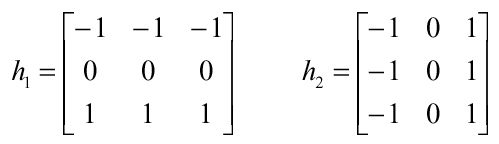 h₁ = [−1 −1 −1
0 0 0
1 1 1]
h₂ = [−1 0 1
−1 0 1
−1 0 1]